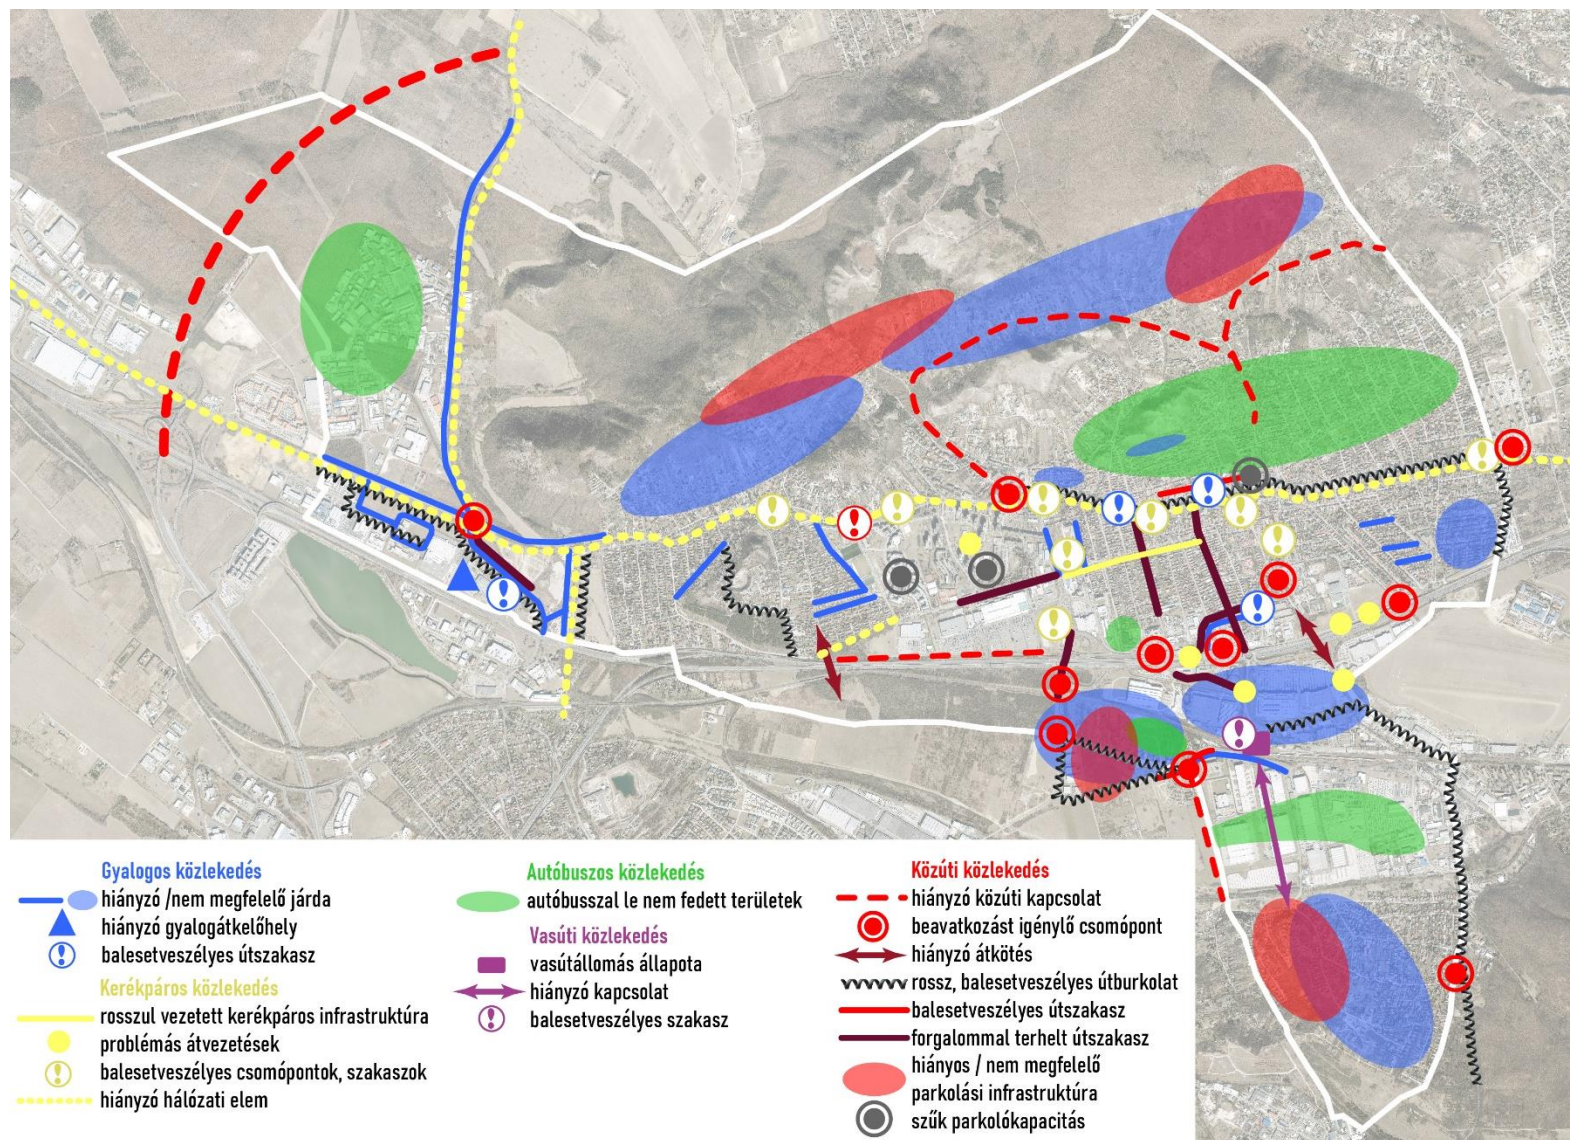 Gyalogos közlekedés
hiányzó /nem megfelelő járda
hiányzó gyalogátkelőhely
balesetveszélyes útszakasz
Kerékpáros közlekedés
rosszul vezetett kerékpáros infrastruktúra
problémás átvezetések
balesetveszélyes csomópontok, szakaszok
hiányzó hálózati elem
Autóbuszos közlekedés
autóbusszal le nem fedett területek
Vasúti közlekedés
vasútállomás állapota
hiányzó kapcsolat
balesetveszélyes szakasz
Közúti közlekedés
hiányzó közúti kapcsolat
beavatkozást igénylő csomópont
hiányzó átkötés
rossz, balesetveszélyes útburkolat
balesetveszélyes útszakasz
forgalommal terhelt útszakasz
hiányos / nem megfelelő
parkolási infrastruktúra
szűk parkolókapacitás